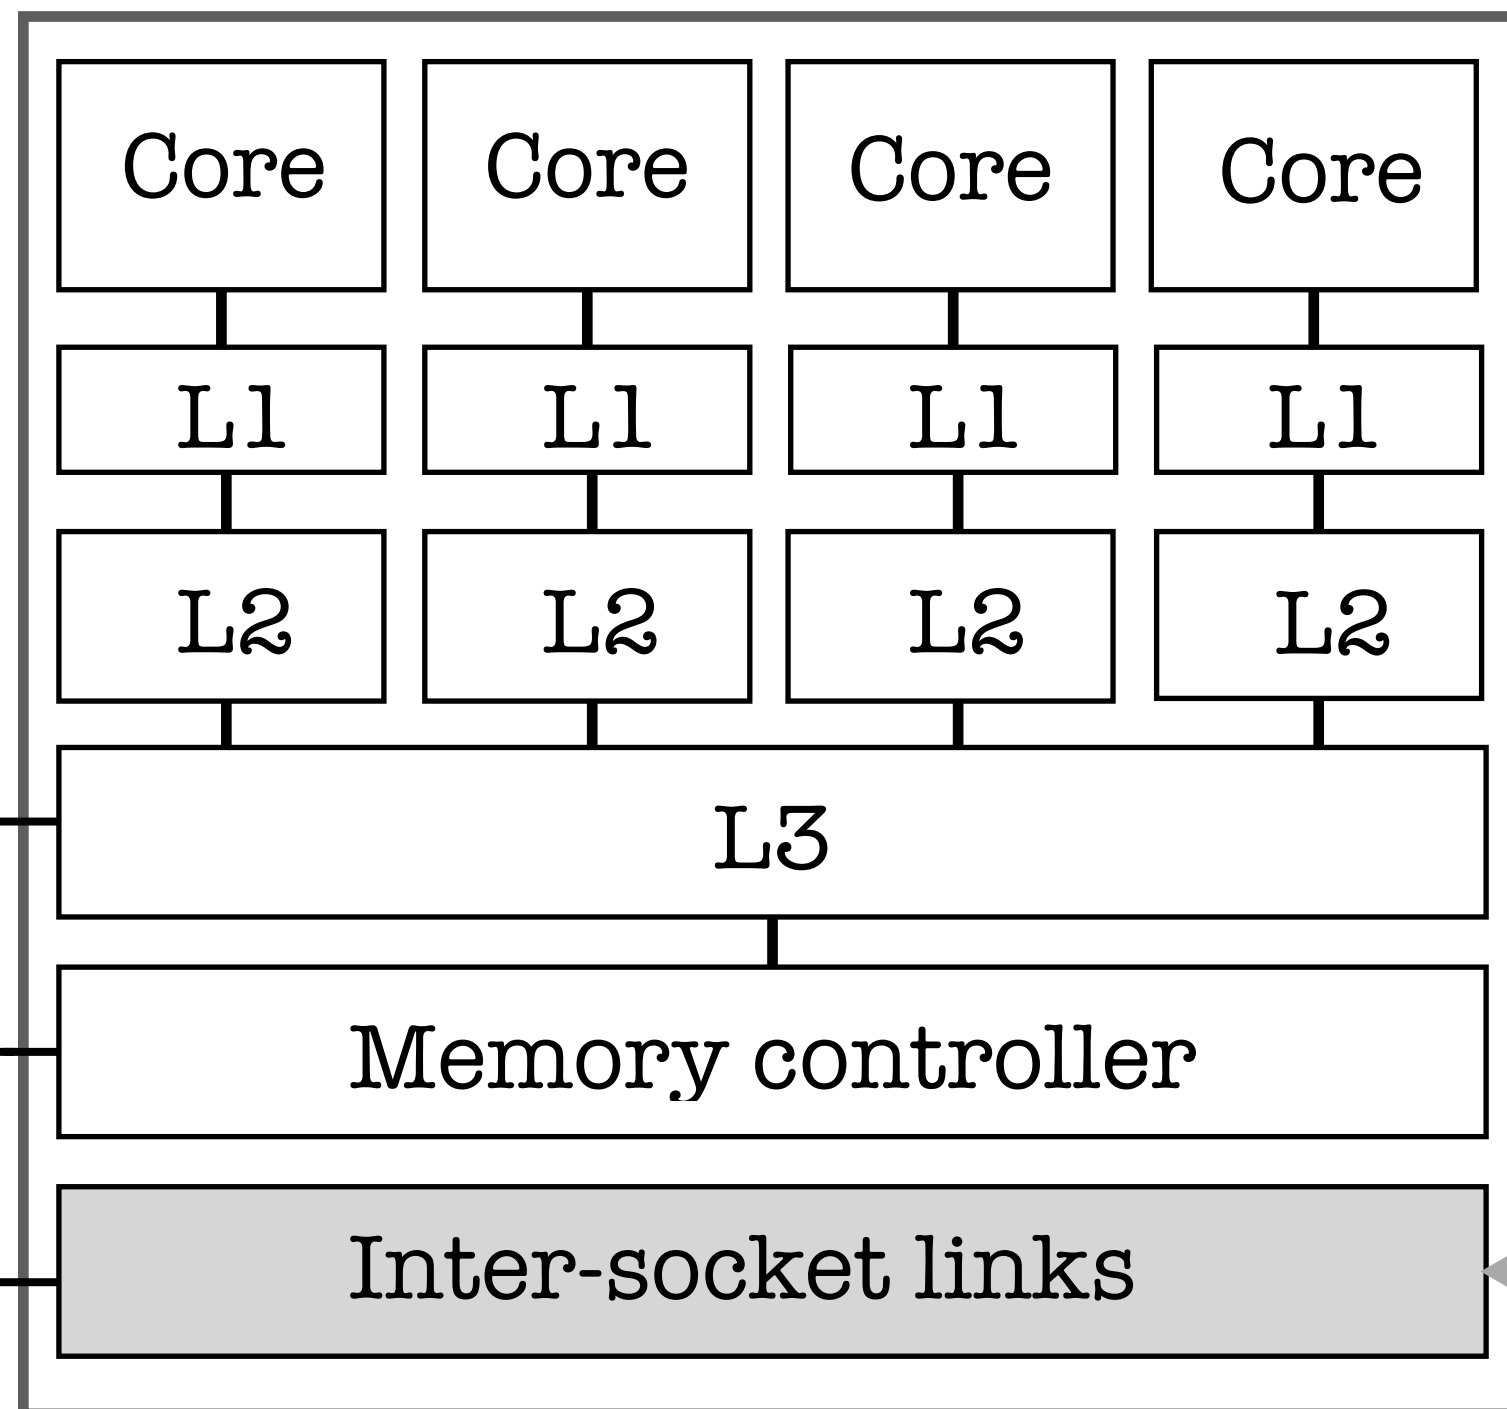 Core Core Core Core
L1 L1 L1 L1
L2 L2 L2 L2
L3
Memory controller
Inter-socket links